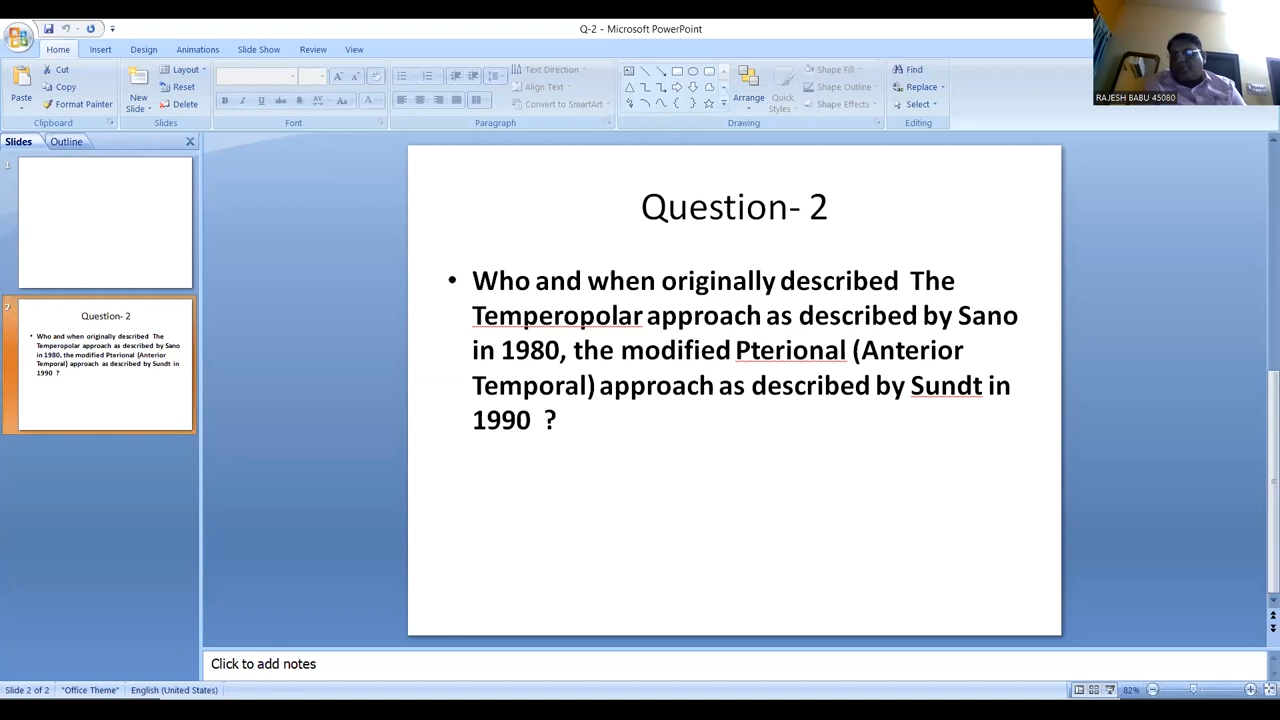 Q-2 - Microsoft PowerPoint
Home Insert Design Animations Slide Show Review View
Paste
Cut
Copy
Format Painter
Clipboard
New Slide
Layout
Reset
Delete
Slides
Font
Text Direction
Align Text
Convert to SmartArt
Paragraph
Arrange
Quick Styles
Shape Fill
Shape Outline
Shape Effects
Drawing
Find
Replace
Select
Editing
RAJESH BABU 45080
Slides Outline
1
2
Question- 2
• Who and when originally described The
Temperopolar approach as described by Sano
in 1980, the modified Pterional (Anterior
Temporal) approach as described by Sundt in
1990 ?
Question- 2
• Who and when originally described The
Temperopolar approach as described by Sano
in 1980, the modified Pterional (Anterior
Temporal) approach as described by Sundt in
1990 ?
Click to add notes
Slide 2 of 2 "Office Theme" English (United States) 82%